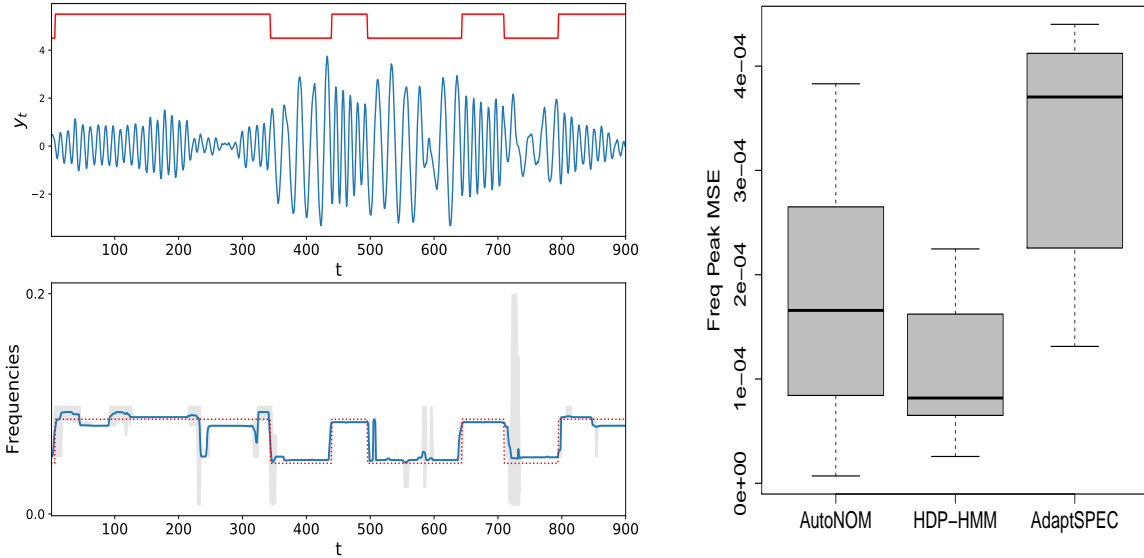 4
2
0
−2
y_t
100 200 300 400 500 600 700 800 900
t
0.2
0.0
Frequencies
100 200 300 400 500 600 700 800 900
t
4e−04
3e−04
2e−04
1e−04
0e+00
Freq Peak MSE
AutoNOM HDP−HMM AdaptSPEC